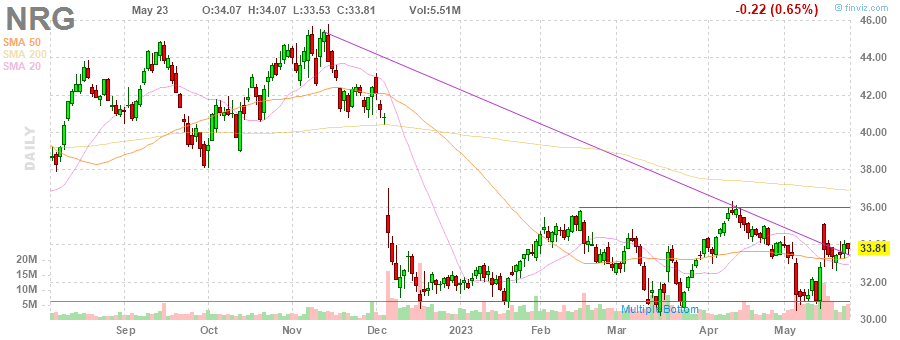 NRG
May 23 O:34.07 H:34.07 L:33.53 C:33.81 Vol:5.51M
-0.22 (0.65%)
© finviz.com
SMA 50
SMA 200
SMA 20
DAILY
46.00
44.00
42.00
40.00
38.00
36.00
33.81
32.00
30.00
20M
15M
10M
5M
Multiple Bottom
Sep Oct Nov Dec 2023 Feb Mar Apr May